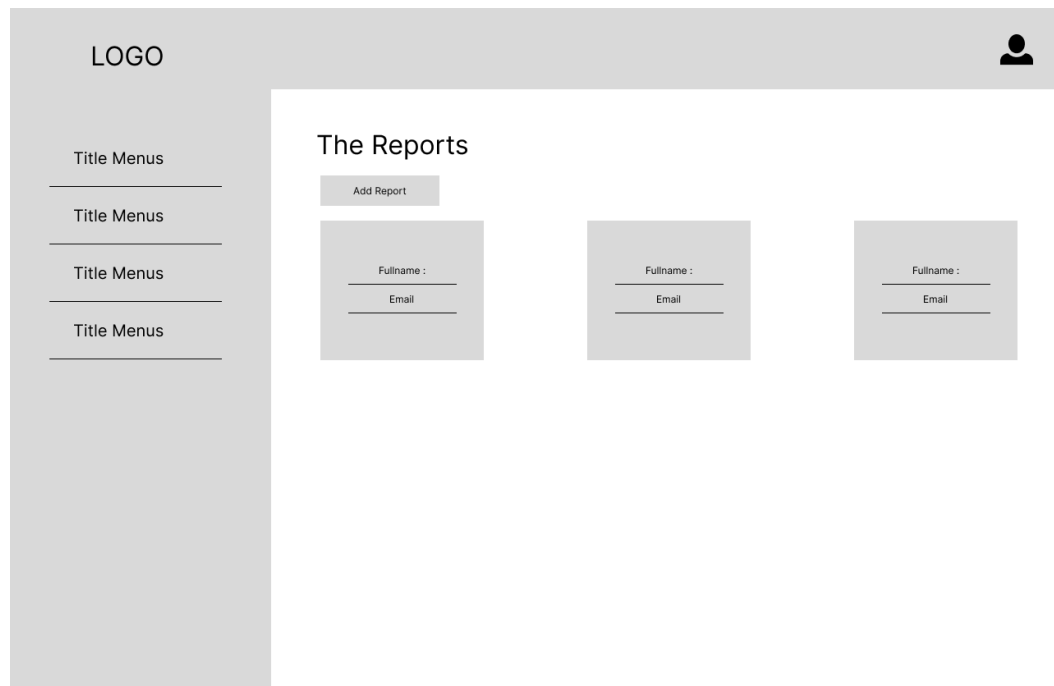 LOGO
Title Menus
Title Menus
Title Menus
Title Menus
The Reports
Add Report
Fullname :
Email
Fullname :
Email
Fullname :
Email